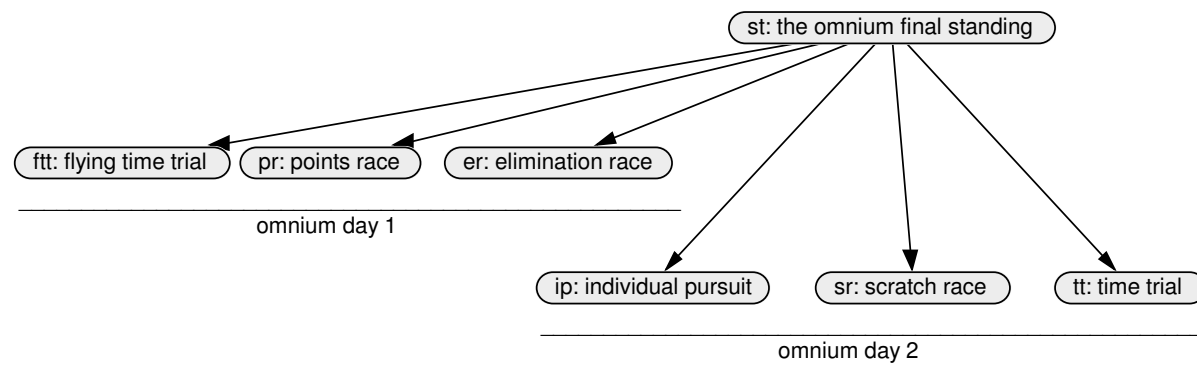 st: the omnium final standing
ftt: flying time trial
pr: points race
er: elimination race
omnium day 1
ip: individual pursuit
sr: scratch race
tt: time trial
omnium day 2